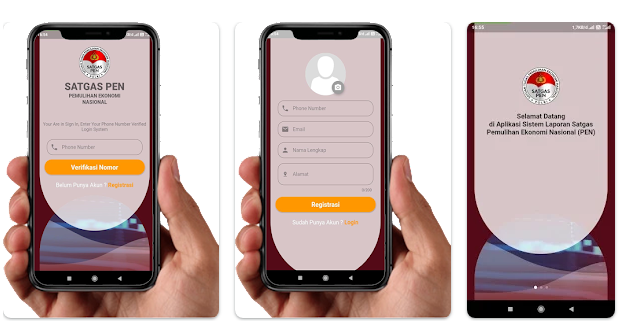 SATGAS
PEN
SATGAS PEN
PEMULIHAN EKONOMI
NASIONAL
Your Are in Sign in, Enter Your Phone Number Verified
Login System
Phone Number
Verifikasi Nomor
Belum Punya Akun ? Registrasi
Phone Number
Email
Nama Lengkap
Alamat
Registrasi
Sudah Punya Akun ? Login
16:55
SATGAS
PEN
Selamat Datang
di Aplikasi Sistem Laporan Satgas
Pemulihan Ekonomi Nasional (PEN)